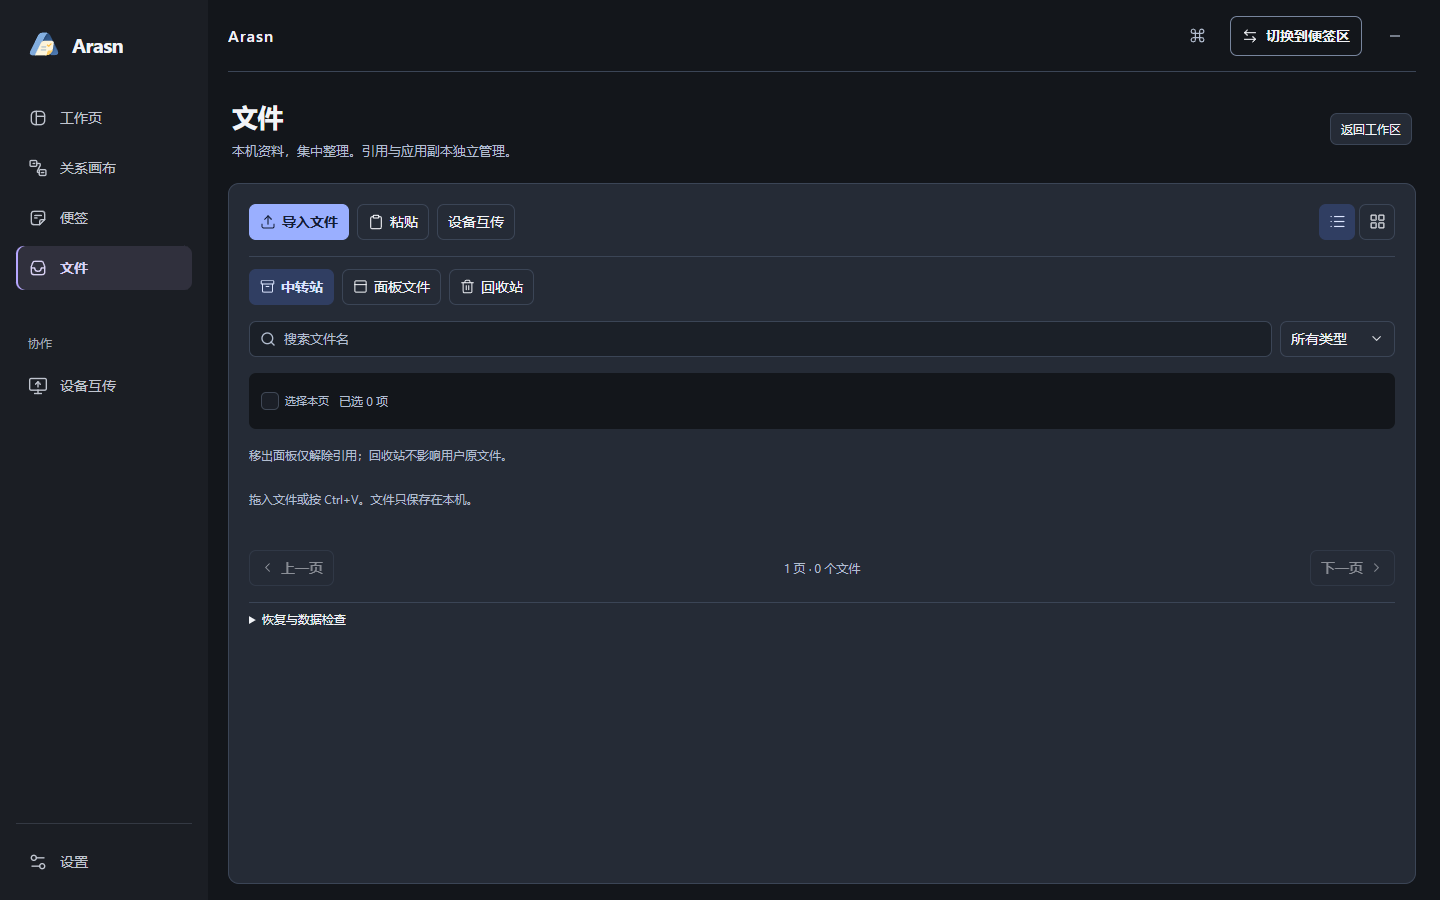 Arasn
工作页
关系画布
便签
文件
协作
设备互传
设置
Arasn
切换到便签区
文件
本机资料，集中整理。引用与应用副本独立管理。
返回工作区
导入文件 粘贴 设备互传
中转站 面板文件 回收站
搜索文件名 所有类型
选择本页 已选 0 项
移出面板仅解除引用；回收站不影响用户原文件。
拖入文件或按 Ctrl+V。文件只保存在本机。
上一页 1 页 · 0 个文件 下一页
恢复与数据检查